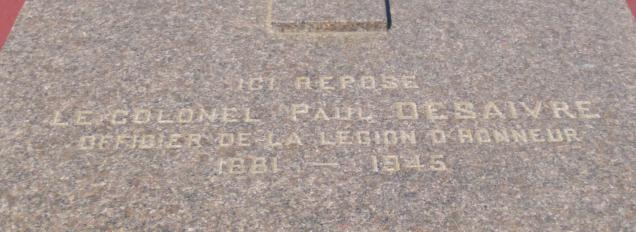 ICI REPOSE
LE COLONEL PAUL DESAIVRE
OFFICIER DE LA LEGION D HONNEUR
1881 — 1945